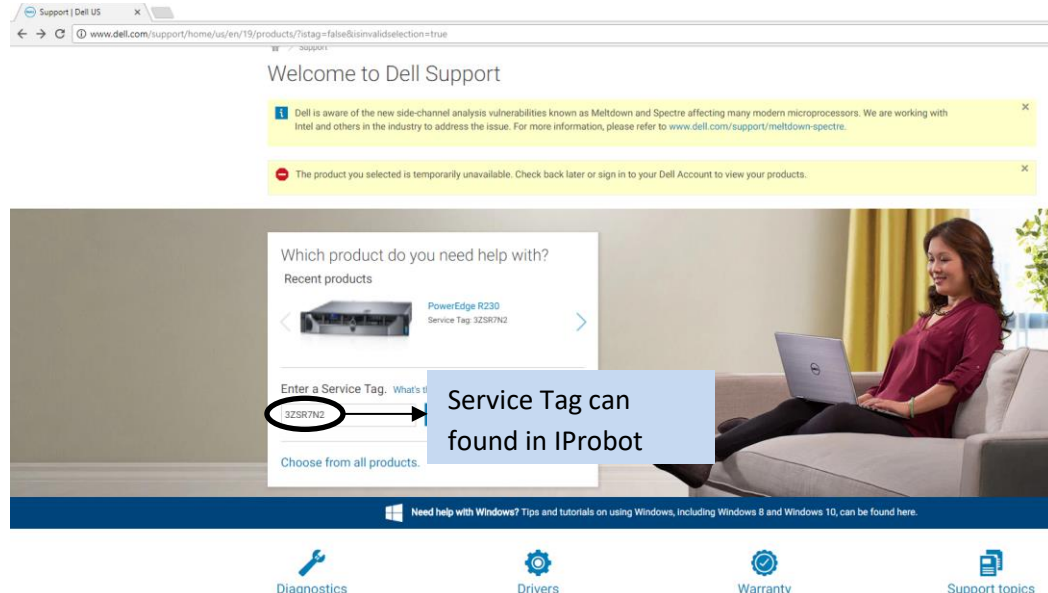 Support | Dell US
www.dell.com/support/home/us/en/19/products/?istag=false&isinvalidselection=true
Support
Welcome to Dell Support
Dell is aware of the new side-channel analysis vulnerabilities known as Meltdown and Spectre affecting many modern microprocessors. We are working with
Intel and others in the industry to address the issue. For more information, please refer to www.dell.com/support/meltdown-spectre.
The product you selected is temporarily unavailable. Check back later or sign in to your Dell Account to view your products.
Which product do you need help with?
Recent products
PowerEdge R230
Service Tag: 3ZSR7N2
Enter a Service Tag. What's
3ZSR7N2
Service Tag can
found in IProbot
Choose from all products.
Need help with Windows? Tips and tutorials on using Windows, including Windows 8 and Windows 10, can be found here.
Diagnostics
Drivers
Warranty
Support topics